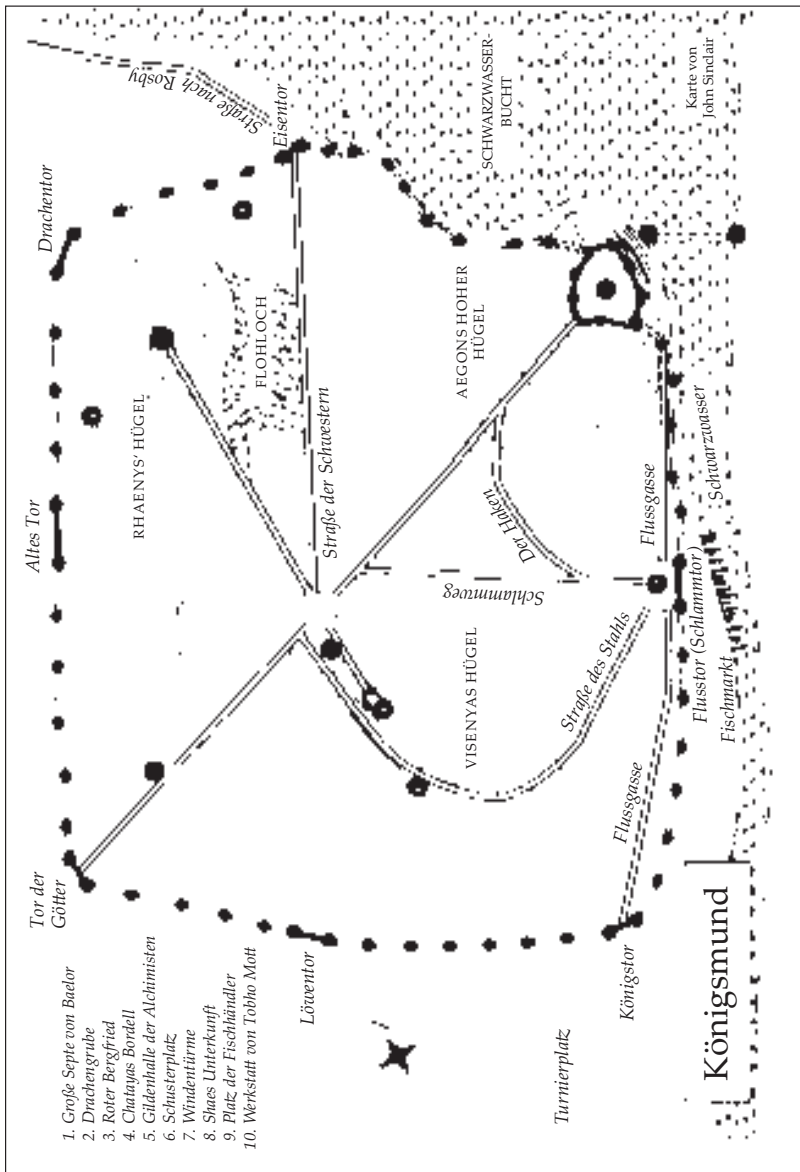 Tor der
Götter
Altes Tor
Drachentor
1. Große Septe von Baelor
2. Drachengrube
3. Roter Bergfried
4. Chatayas Bordell
5. Gildenhalle der Alchimisten
6. Schusterplatz
7. Windentürme
8. Shaes Unterkunft
9. Platz der Fischhändler
10. Werkstatt von Tobho Mott
RHAENYS' HÜGEL
Straße nach Rosby
FLOHLOCH
Eisentor
Löwentor
Straße der Schwestern
VISENYAS HÜGEL
AEGONS HOHER
HÜGEL
SCHWARZWASSER-
BUCHT
Schlammweg
Der Haken
Straße des Stahls
Turnierplatz
Königstor
Flussgasse
Flussgasse
Flusstor (Schlammtor)
Fischmarkt
Schwarzwasser
Königsmund
Karte von
John Sinclair